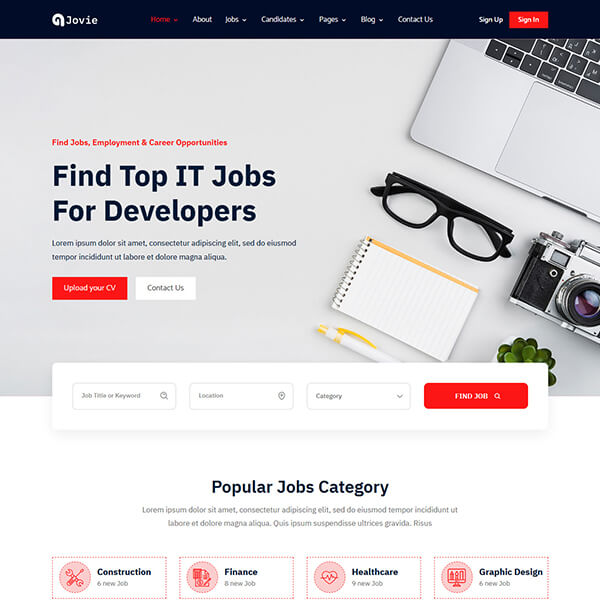 Jovie
Home About Jobs Candidates Pages Blog Contact Us Sign Up Sign In
Find Jobs, Employment & Career Opportunities
Find Top IT Jobs
For Developers
Lorem ipsum dolor sit amet, consectetur adipiscing elit, sed do eiusmod
tempor incididunt ut labore et dolore magna aliqua.
Upload your CV Contact Us
Job Title or Keyword Location Category FIND JOB
Popular Jobs Category
Lorem ipsum dolor sit amet, consectetur adipiscing elit, sed do eiusmod tempor incididunt ut labore et dolore
magna aliqua. Quis ipsum suspendisse ultrices gravida. Risus
Construction Finance Healthcare Graphic Design
6 new Job 8 new Job 9 new Job 6 new Job